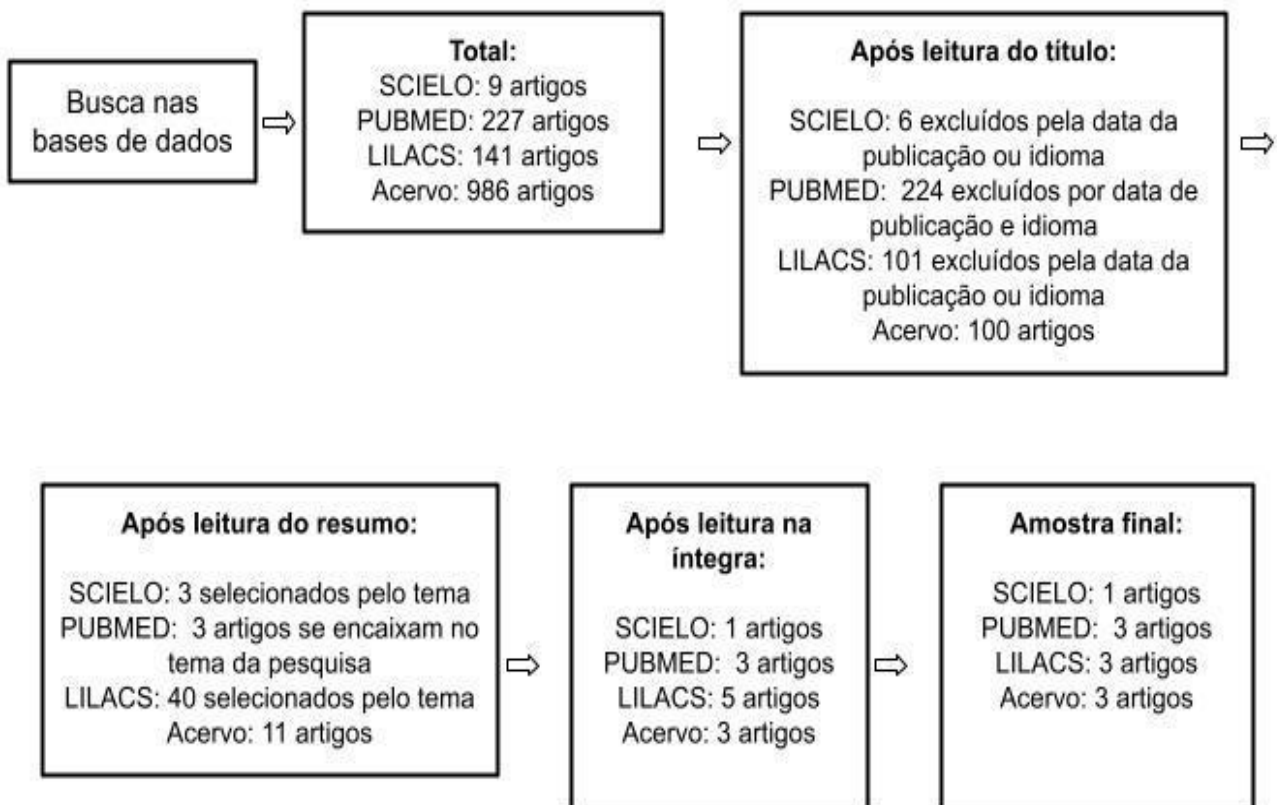 Busca nas
bases de dados
Total:
SCIELO: 9 artigos
PUBMED: 227 artigos
LILACS: 141 artigos
Acervo: 986 artigos
Após leitura do título:
SCIELO: 6 excluídos pela data da
publicação ou idioma
PUBMED: 224 excluídos por data de
publicação e idioma
LILACS: 101 excluídos pela data da
publicação ou idioma
Acervo: 100 artigos
Após leitura do resumo:
SCIELO: 3 selecionados pelo tema
PUBMED: 3 artigos se encaixam no
tema da pesquisa
LILACS: 40 selecionados pelo tema
Acervo: 11 artigos
Após leitura na
íntegra:
SCIELO: 1 artigos
PUBMED: 3 artigos
LILACS: 5 artigos
Acervo: 3 artigos
Amostra final:
SCIELO: 1 artigos
PUBMED: 3 artigos
LILACS: 3 artigos
Acervo: 3 artigos